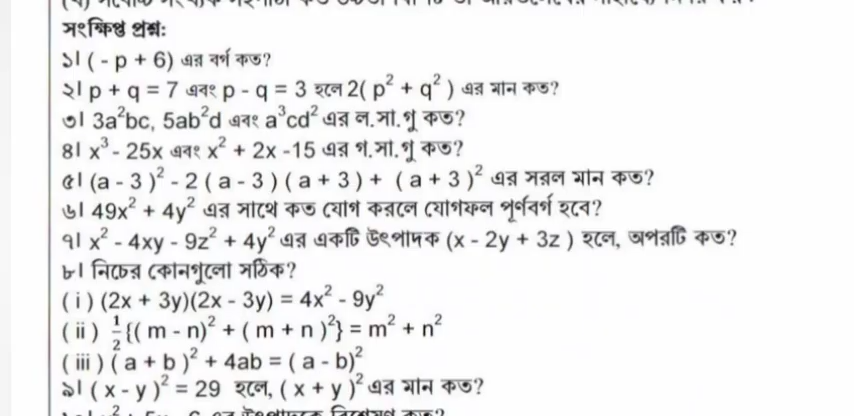 সংক্ষিপ্ত প্রশ্ন:
১। ( - p + 6) এর বর্গ কত?
২। p + q = 7 এবং p - q = 3 হলে 2( p² + q² ) এর মান কত?
৩। 3a²bc, 5ab²d এবং a³cd² এর ল.সা.গু কত?
৪। x³ - 25x এবং x² + 2x -15 এর গ.সা.গু কত?
৫। (a - 3 )² - 2 ( a - 3 ) ( a + 3 ) + ( a + 3 )² এর সরল মান কত?
৬। 49x² + 4y² এর সাথে কত যোগ করলে যোগফল পূর্ণবর্গ হবে?
৭। x² - 4xy - 9z² + 4y² এর একটি উৎপাদক (x - 2y + 3z ) হলে, অপরটি কত?
৮। নিচের কোনগুলো সঠিক?
( i ) (2x + 3y)(2x - 3y) = 4x² - 9y²
( ii ) ½ {( m - n)² + ( m + n )²} = m² + n²
( iii ) ( a + b )² + 4ab = ( a - b)²
৯। ( x - y )² = 29 হলে, ( x + y )² এর মান কত?